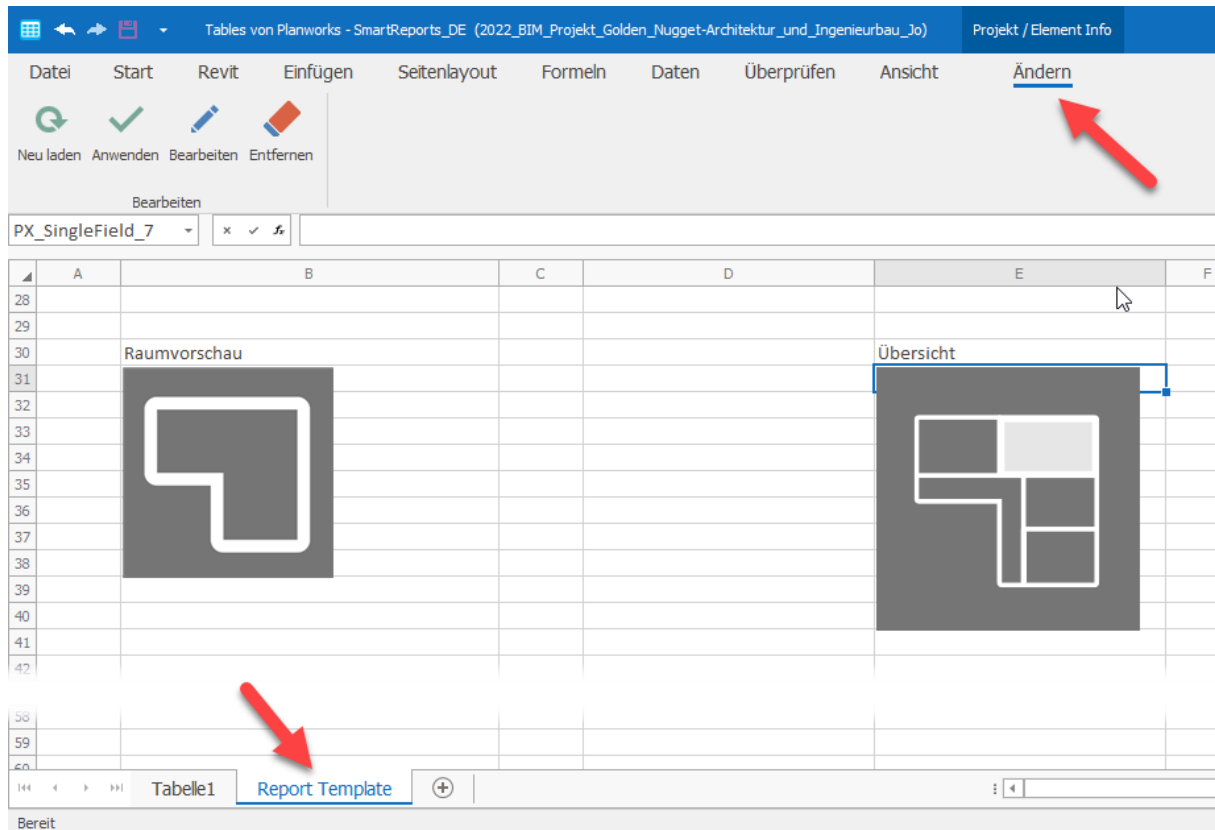 Tables von Planworks - SmartReports_DE (2022_BIM_Projekt_Golden_Nugget-Architektur_und_Ingenieurbau_Jo) Projekt / Element Info
Datei Start Revit Einfügen Seitenlayout Formeln Daten Überprüfen Ansicht Ändern
Neu laden Anwenden Bearbeiten Entfernen
Bearbeiten
PX_SingleField_7 fx
A B C D E F
28
29
30 Raumvorschau Übersicht
31
32
33
34
35
36
37
38
39
40
41
42
58
59
60
Tabelle1 Report Template
Bereit